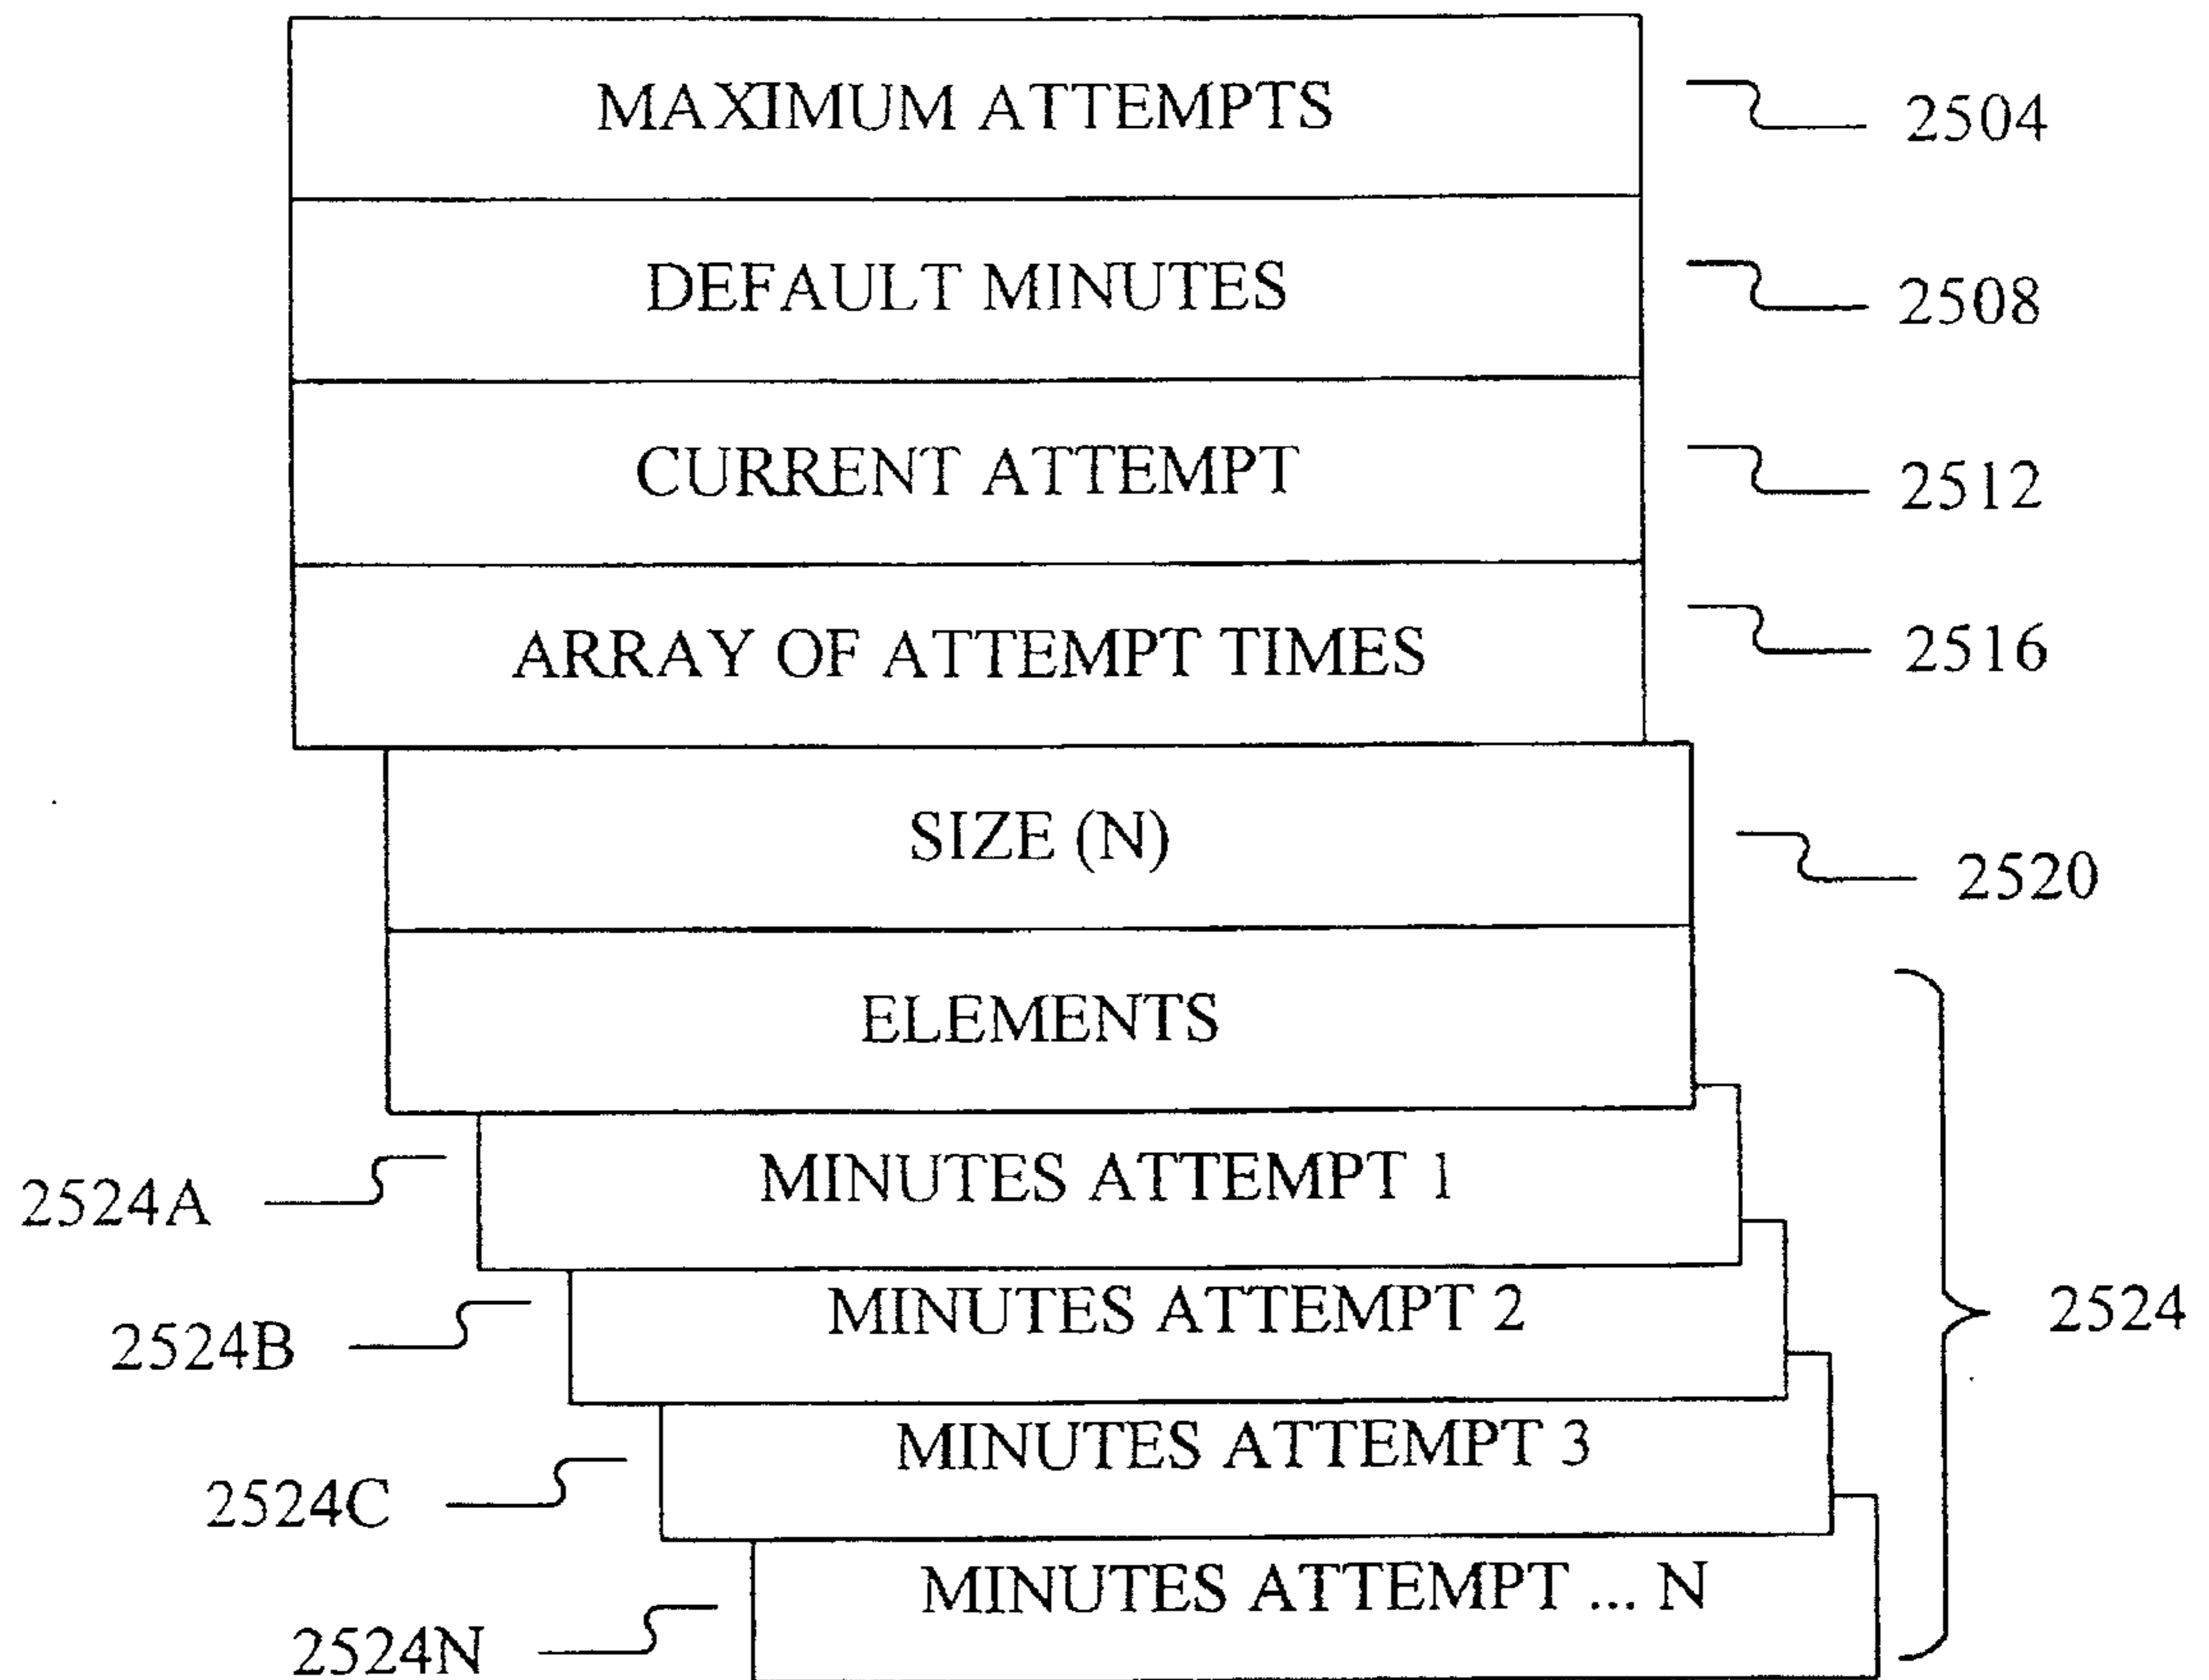 MAXIMUM ATTEMPTS 2504
DEFAULT MINUTES 2508
CURRENT ATTEMPT 2512
ARRAY OF ATTEMPT TIMES 2516
SIZE (N) 2520
ELEMENTS
2524A MINUTES ATTEMPT 1
2524B MINUTES ATTEMPT 2 2524
2524C MINUTES ATTEMPT 3
2524N MINUTES ATTEMPT ... N